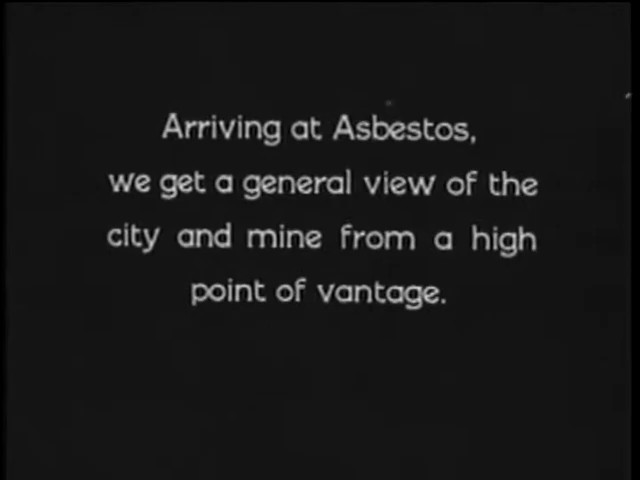 Arriving at Asbestos,
we get a general view of the
city and mine from a high
point of vantage.